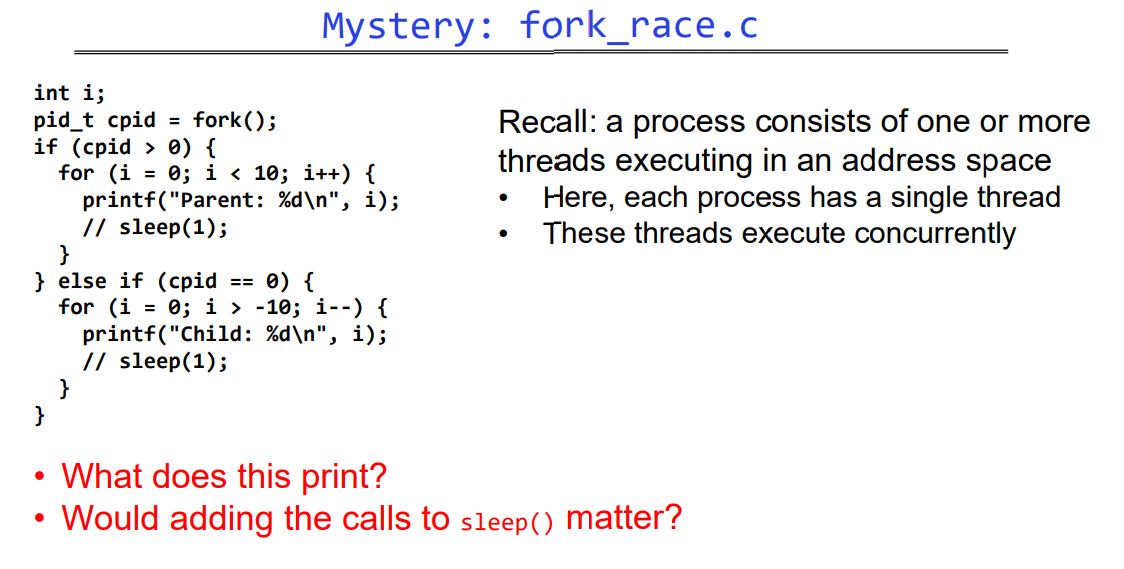 Mystery: fork_race.c
int i;
pid_t cpid = fork();
if (cpid > 0) {
  for (i = 0; i < 10; i++) {
    printf("Parent: %d\n", i);
    // sleep(1);
  }
} else if (cpid == 0) {
  for (i = 0; i > -10; i--) {
    printf("Child: %d\n", i);
    // sleep(1);
  }
}
Recall: a process consists of one or more
threads executing in an address space
• Here, each process has a single thread
• These threads execute concurrently
• What does this print?
• Would adding the calls to sleep() matter?